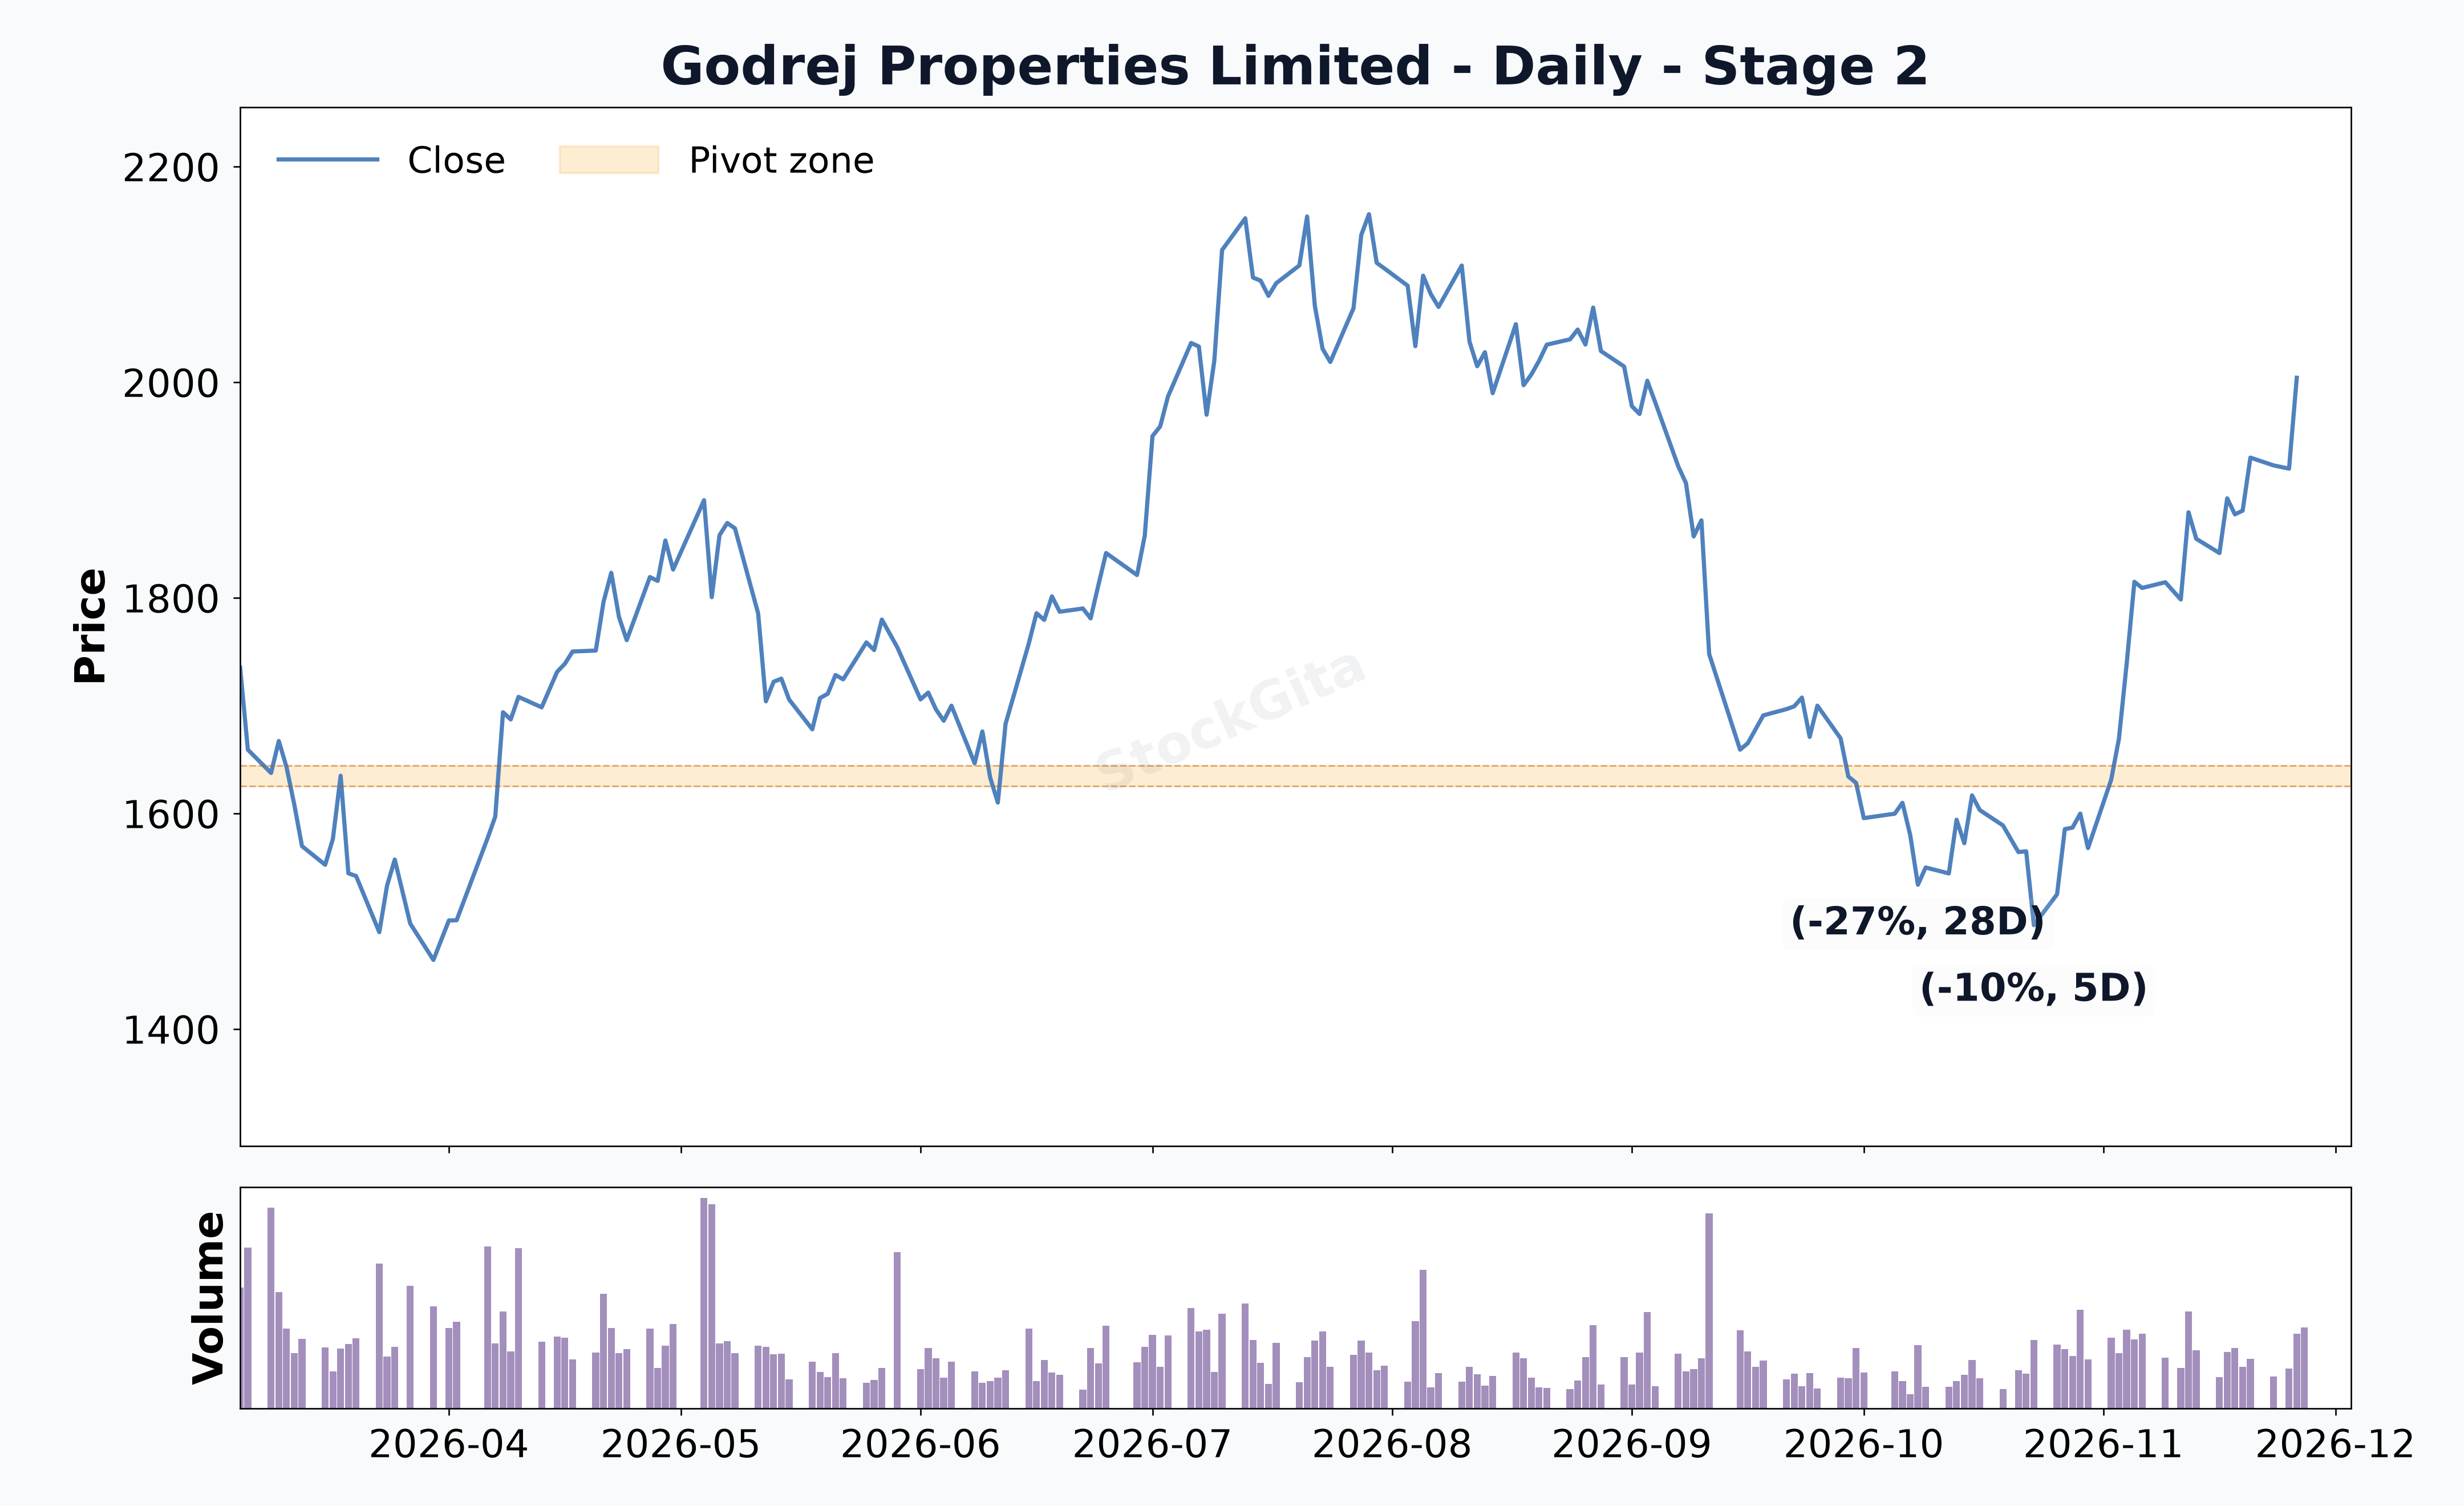 Godrej Properties Limited - Daily - Stage 2
Close
Pivot zone
Price
2200
2000
1800
1600
1400
StockGita
(-27%, 28D)
(-10%, 5D)
Volume
2026-04
2026-05
2026-06
2026-07
2026-08
2026-09
2026-10
2026-11
2026-12